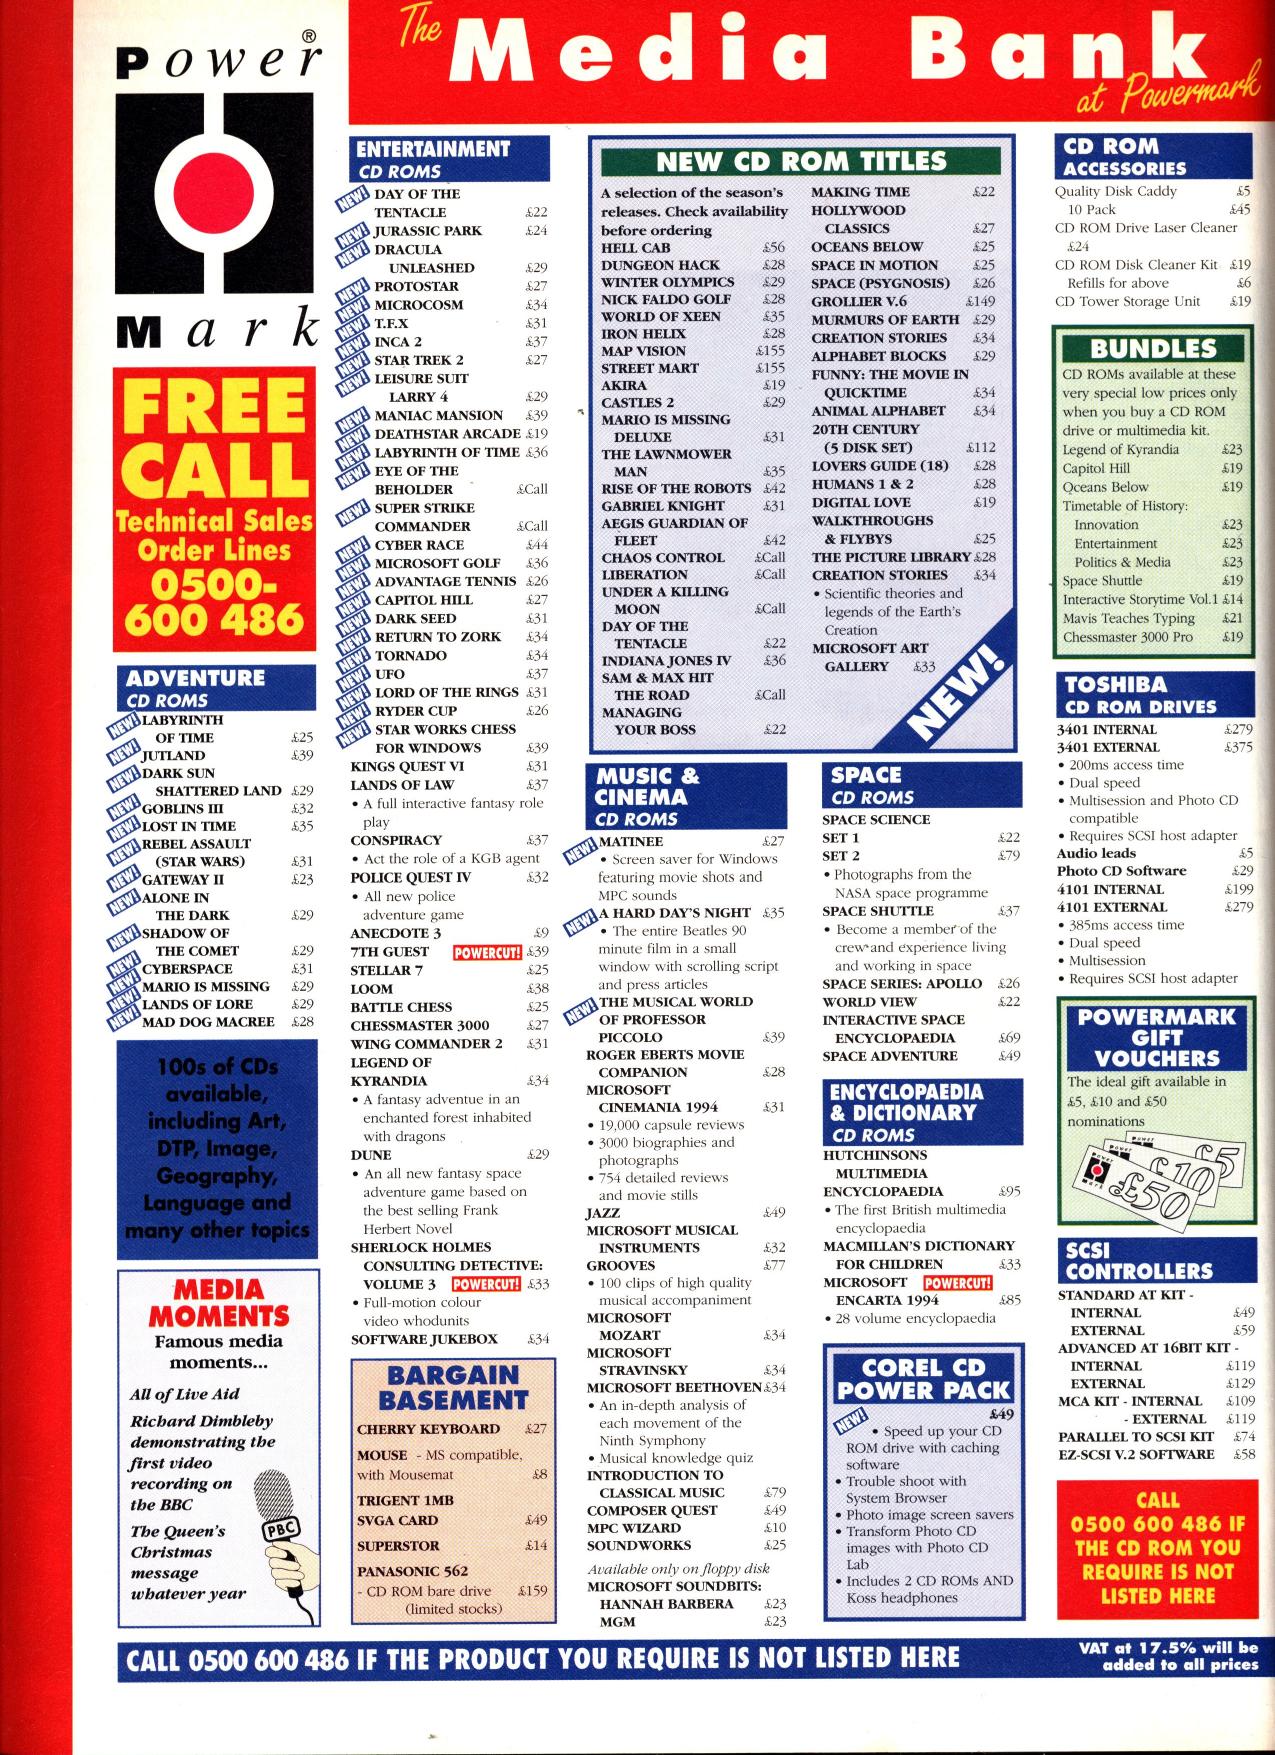 Power®
Mark
The Media Bank
at Powermark
FREE
CALL
Technical Sales
Order Lines
0500-
600 486
ADVENTURE
CD ROMS
NEW! LABYRINTH
OF TIME £25
NEW! JUTLAND £39
NEW! DARK SUN
SHATTERED LAND £29
NEW! GOBLINS III £32
NEW! LOST IN TIME £35
NEW! REBEL ASSAULT
(STAR WARS) £31
NEW! GATEWAY II £23
NEW! ALONE IN
THE DARK £29
NEW! SHADOW OF
THE COMET £29
NEW! CYBERSPACE £31
NEW! MARIO IS MISSING £29
NEW! LANDS OF LORE £29
NEW! MAD DOG MACREE £28
100s of CDs
available,
including Art,
DTP, Image,
Geography,
Language and
many other topics
MEDIA
MOMENTS
Famous media
moments...
All of Live Aid
Richard Dimbleby
demonstrating the
first video
recording on
the BBC
The Queen's
Christmas
message
whatever year
PBC
ENTERTAINMENT
CD ROMS
NEW! DAY OF THE
TENTACLE £22
NEW! JURASSIC PARK £24
NEW! DRACULA
UNLEASHED £29
NEW! PROTOSTAR £27
NEW! MICROCOSM £34
NEW! T.F.X £31
NEW! INCA 2 £37
NEW! STAR TREK 2 £27
NEW! LEISURE SUIT
LARRY 4 £29
NEW! MANIAC MANSION £39
NEW! DEATHSTAR ARCADE £19
NEW! LABYRINTH OF TIME £36
NEW! EYE OF THE
BEHOLDER £Call
NEW! SUPER STRIKE
COMMANDER £Call
NEW! CYBER RACE £44
NEW! MICROSOFT GOLF £36
NEW! ADVANTAGE TENNIS £26
NEW! CAPITOL HILL £27
NEW! DARK SEED £31
NEW! RETURN TO ZORK £34
NEW! TORNADO £34
NEW! UFO £37
NEW! LORD OF THE RINGS £31
NEW! RYDER CUP £26
NEW! STAR WORKS CHESS
FOR WINDOWS £39
KINGS QUEST VI £31
LANDS OF LAW £37
• A full interactive fantasy role
play
CONSPIRACY £37
• Act the role of a KGB agent
POLICE QUEST IV £32
• All new police
adventure game
ANECDOTE 3 £9
7TH GUEST POWERCUT! £39
STELLAR 7 £25
LOOM £38
BATTLE CHESS £25
CHESSMASTER 3000 £27
WING COMMANDER 2 £31
LEGEND OF
KYRANDIA £34
• A fantasy adventue in an
enchanted forest inhabited
with dragons
DUNE £29
• An all new fantasy space
adventure game based on
the best selling Frank
Herbert Novel
SHERLOCK HOLMES
CONSULTING DETECTIVE:
VOLUME 3 POWERCUT! £33
• Full-motion colour
video whodunits
SOFTWARE JUKEBOX £34
BARGAIN
BASEMENT
CHERRY KEYBOARD £27
MOUSE - MS compatible,
with Mousemat £8
TRIGENT 1MB
SVGA CARD £49
SUPERSTOR £14
PANASONIC 562
- CD ROM bare drive £159
(limited stocks)
NEW CD ROM TITLES
A selection of the season's
releases. Check availability
before ordering
HELL CAB £56
DUNGEON HACK £28
WINTER OLYMPICS £29
NICK FALDO GOLF £28
WORLD OF XEEN £35
IRON HELIX £28
MAP VISION £155
STREET MART £155
AKIRA £19
CASTLES 2 £29
MARIO IS MISSING
DELUXE £31
THE LAWNMOWER
MAN £35
RISE OF THE ROBOTS £42
GABRIEL KNIGHT £31
AEGIS GUARDIAN OF
FLEET £42
CHAOS CONTROL £Call
LIBERATION £Call
UNDER A KILLING
MOON £Call
DAY OF THE
TENTACLE £22
INDIANA JONES IV £36
SAM & MAX HIT
THE ROAD £Call
MANAGING
YOUR BOSS £22
MAKING TIME £22
HOLLYWOOD
CLASSICS £27
OCEANS BELOW £25
SPACE IN MOTION £25
SPACE (PSYGNOSIS) £26
GROLLIER V.6 £149
MURMURS OF EARTH £29
CREATION STORIES £34
ALPHABET BLOCKS £29
FUNNY: THE MOVIE IN
QUICKTIME £34
ANIMAL ALPHABET £34
20TH CENTURY
(5 DISK SET) £112
LOVERS GUIDE (18) £28
HUMANS 1 & 2 £28
DIGITAL LOVE £19
WALKTHROUGHS
& FLYBYS £25
THE PICTURE LIBRARY £28
CREATION STORIES £34
• Scientific theories and
legends of the Earth's
Creation
MICROSOFT ART
GALLERY £33
NEW!
MUSIC &
CINEMA
CD ROMS
NEW! MATINEE £27
• Screen saver for Windows
featuring movie shots and
MPC sounds
NEW! A HARD DAY'S NIGHT £35
• The entire Beatles 90
minute film in a small
window with scrolling script
and press articles
NEW! THE MUSICAL WORLD
OF PROFESSOR
PICCOLO £39
ROGER EBERTS MOVIE
COMPANION £28
MICROSOFT
CINEMANIA 1994 £31
• 19,000 capsule reviews
• 3000 biographies and
photographs
• 754 detailed reviews
and movie stills
JAZZ £49
MICROSOFT MUSICAL
INSTRUMENTS £32
GROOVES £77
• 100 clips of high quality
musical accompaniment
MICROSOFT
MOZART £34
MICROSOFT
STRAVINSKY £34
MICROSOFT BEETHOVEN £34
• An in-depth analysis of
each movement of the
Ninth Symphony
• Musical knowledge quiz
INTRODUCTION TO
CLASSICAL MUSIC £79
COMPOSER QUEST £49
MPC WIZARD £10
SOUNDWORKS £25
Available only on floppy disk
MICROSOFT SOUNDBITS:
HANNAH BARBERA £23
MGM £23
SPACE
CD ROMS
SPACE SCIENCE
SET 1 £22
SET 2 £79
• Photographs from the
NASA space programme
SPACE SHUTTLE £37
• Become a member of the
crew and experience living
and working in space
SPACE SERIES: APOLLO £26
WORLD VIEW £22
INTERACTIVE SPACE
ENCYCLOPAEDIA £69
SPACE ADVENTURE £49
ENCYCLOPAEDIA
& DICTIONARY
CD ROMS
HUTCHINSONS
MULTIMEDIA
ENCYCLOPAEDIA £95
• The first British multimedia
encyclopaedia
MACMILLAN'S DICTIONARY
FOR CHILDREN £33
MICROSOFT POWERCUT!
ENCARTA 1994 £85
• 28 volume encyclopaedia
COREL CD
POWER PACK
NEW! £49
• Speed up your CD
ROM drive with caching
software
• Trouble shoot with
System Browser
• Photo image screen savers
• Transform Photo CD
images with Photo CD
Lab
• Includes 2 CD ROMs AND
Koss headphones
CD ROM
ACCESSORIES
Quality Disk Caddy £5
10 Pack £45
CD ROM Drive Laser Cleaner
£24
CD ROM Disk Cleaner Kit £19
Refills for above £6
CD Tower Storage Unit £19
BUNDLES
CD ROMs available at these
very special low prices only
when you buy a CD ROM
drive or multimedia kit.
Legend of Kyrandia £23
Capitol Hill £19
Oceans Below £19
Timetable of History:
Innovation £23
Entertainment £23
Politics & Media £23
Space Shuttle £19
Interactive Storytime Vol.1 £14
Mavis Teaches Typing £21
Chessmaster 3000 Pro £19
TOSHIBA
CD ROM DRIVES
3401 INTERNAL £279
3401 EXTERNAL £375
• 200ms access time
• Dual speed
• Multisession and Photo CD
compatible
• Requires SCSI host adapter
Audio leads £5
Photo CD Software £29
4101 INTERNAL £199
4101 EXTERNAL £279
• 385ms access time
• Dual speed
• Multisession
• Requires SCSI host adapter
POWERMARK
GIFT
VOUCHERS
The ideal gift available in
£5, £10 and £50
nominations
Power
Power
Power
Mark
£5
£10
£50
SCSI
CONTROLLERS
STANDARD AT KIT -
INTERNAL £49
EXTERNAL £59
ADVANCED AT 16BIT KIT -
INTERNAL £119
EXTERNAL £129
MCA KIT - INTERNAL £109
- EXTERNAL £119
PARALLEL TO SCSI KIT £74
EZ-SCSI V.2 SOFTWARE £58
CALL
0500 600 486 IF
THE CD ROM YOU
REQUIRE IS NOT
LISTED HERE
CALL 0500 600 486 IF THE PRODUCT YOU REQUIRE IS NOT LISTED HERE
VAT at 17.5% will be
added to all prices